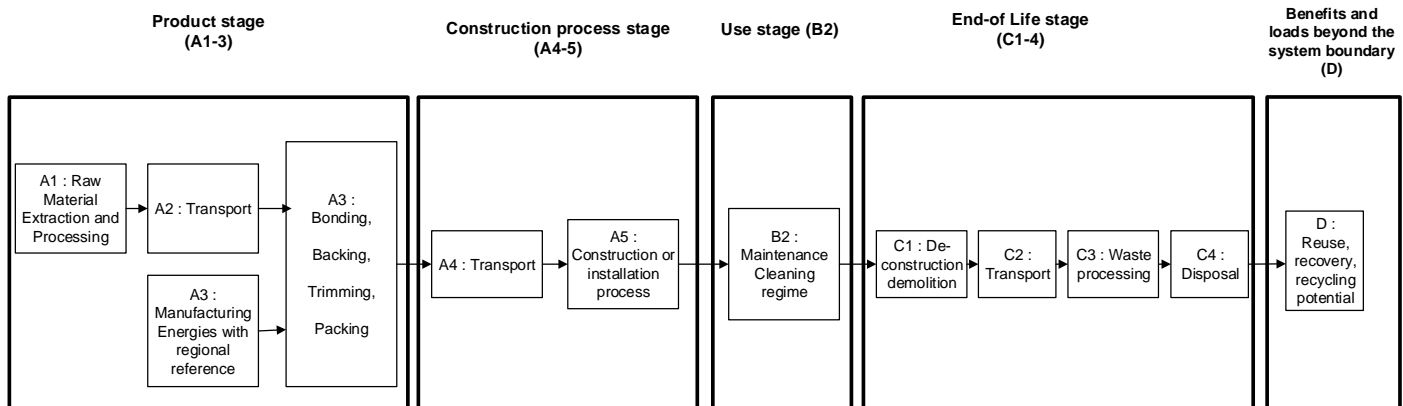 Product stage
(A1-3)
Construction process stage
(A4-5)
Use stage (B2)
End-of Life stage
(C1-4)
Benefits and
loads beyond the
system boundary
(D)
A1 : Raw
Material
Extraction and
Processing
A2 : Transport
A3 :
Manufacturing
Energies with
regional
reference
A3 :
Bonding,
Backing,
Trimming,
Packing
A4 : Transport
A5 :
Construction or
installation
process
B2 :
Maintenance
Cleaning
regime
C1 : De-
construction
demolition
C2 :
Transport
C3 : Waste
processing
C4 :
Disposal
D :
Reuse,
recovery,
recycling
potential